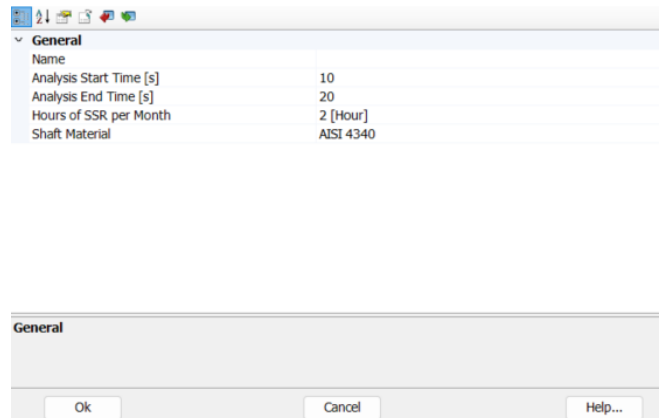 General
Name
Analysis Start Time [s] 10
Analysis End Time [s] 20
Hours of SSR per Month 2 [Hour]
Shaft Material AISI 4340
General
Ok Cancel Help...